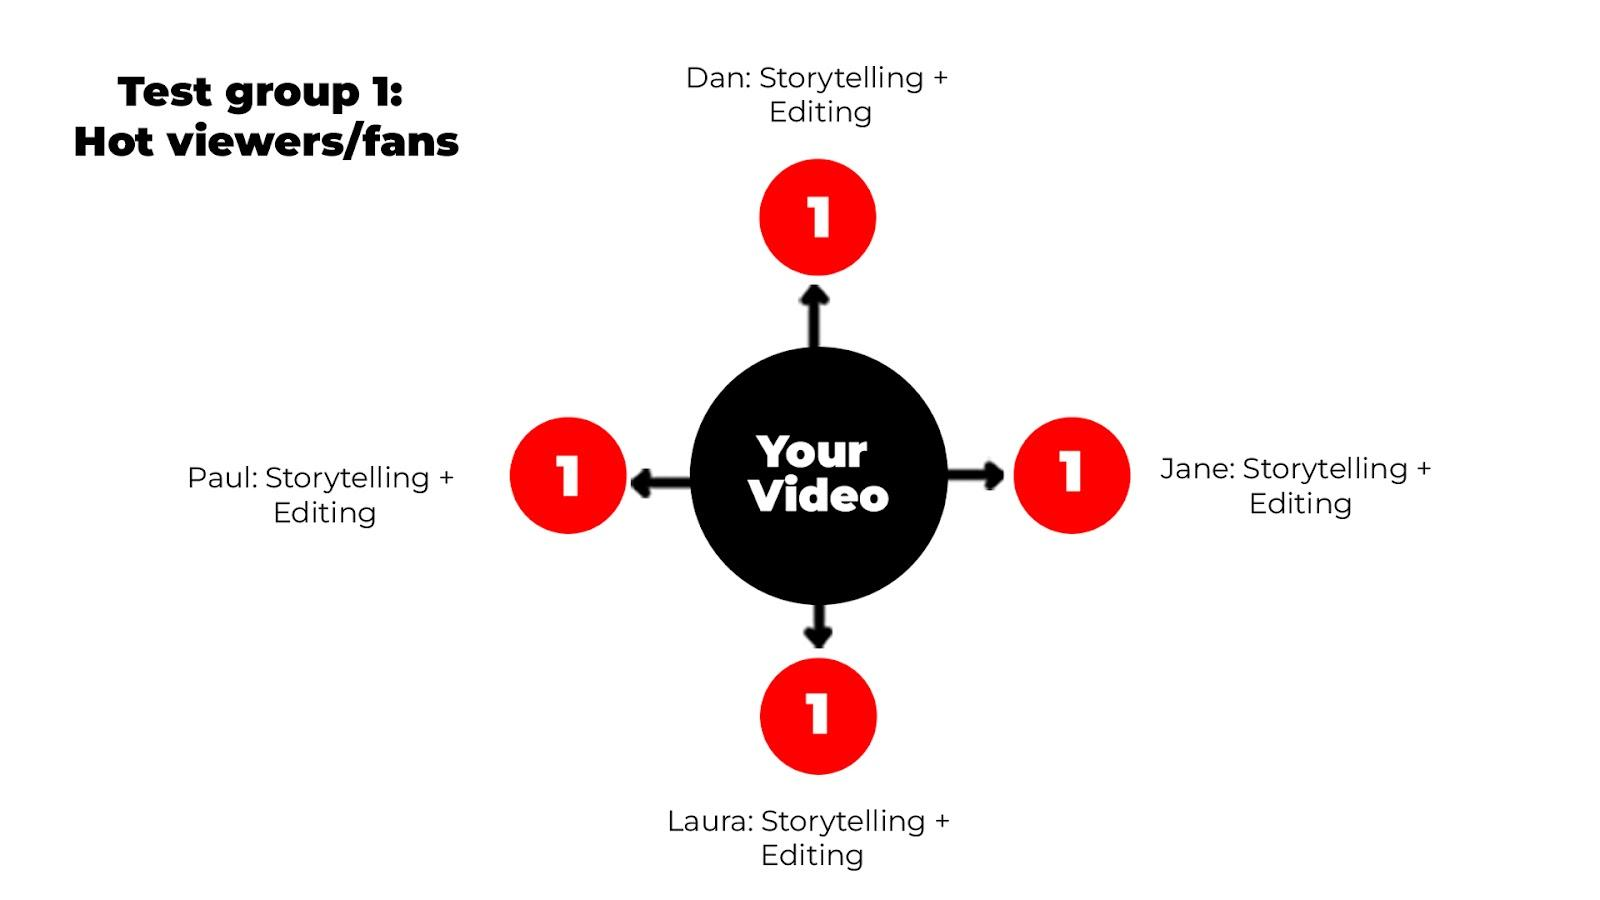 Test group 1:
Hot viewers/fans
Dan: Storytelling +
Editing
1
Paul: Storytelling +
Editing
1
Your
Video
1
Jane: Storytelling +
Editing
1
Laura: Storytelling +
Editing